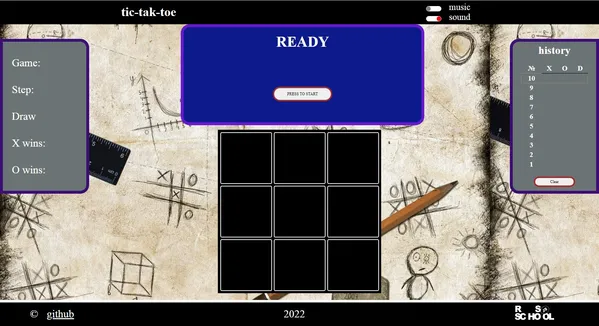 tic-tak-toe
music
sound
READY
PRESS TO START
Game:
Step:
Draw
X wins:
O wins:
history
№ X O D
10
9
8
7
6
5
4
3
2
1
Clear
© github
2022
RS
SCHOOL